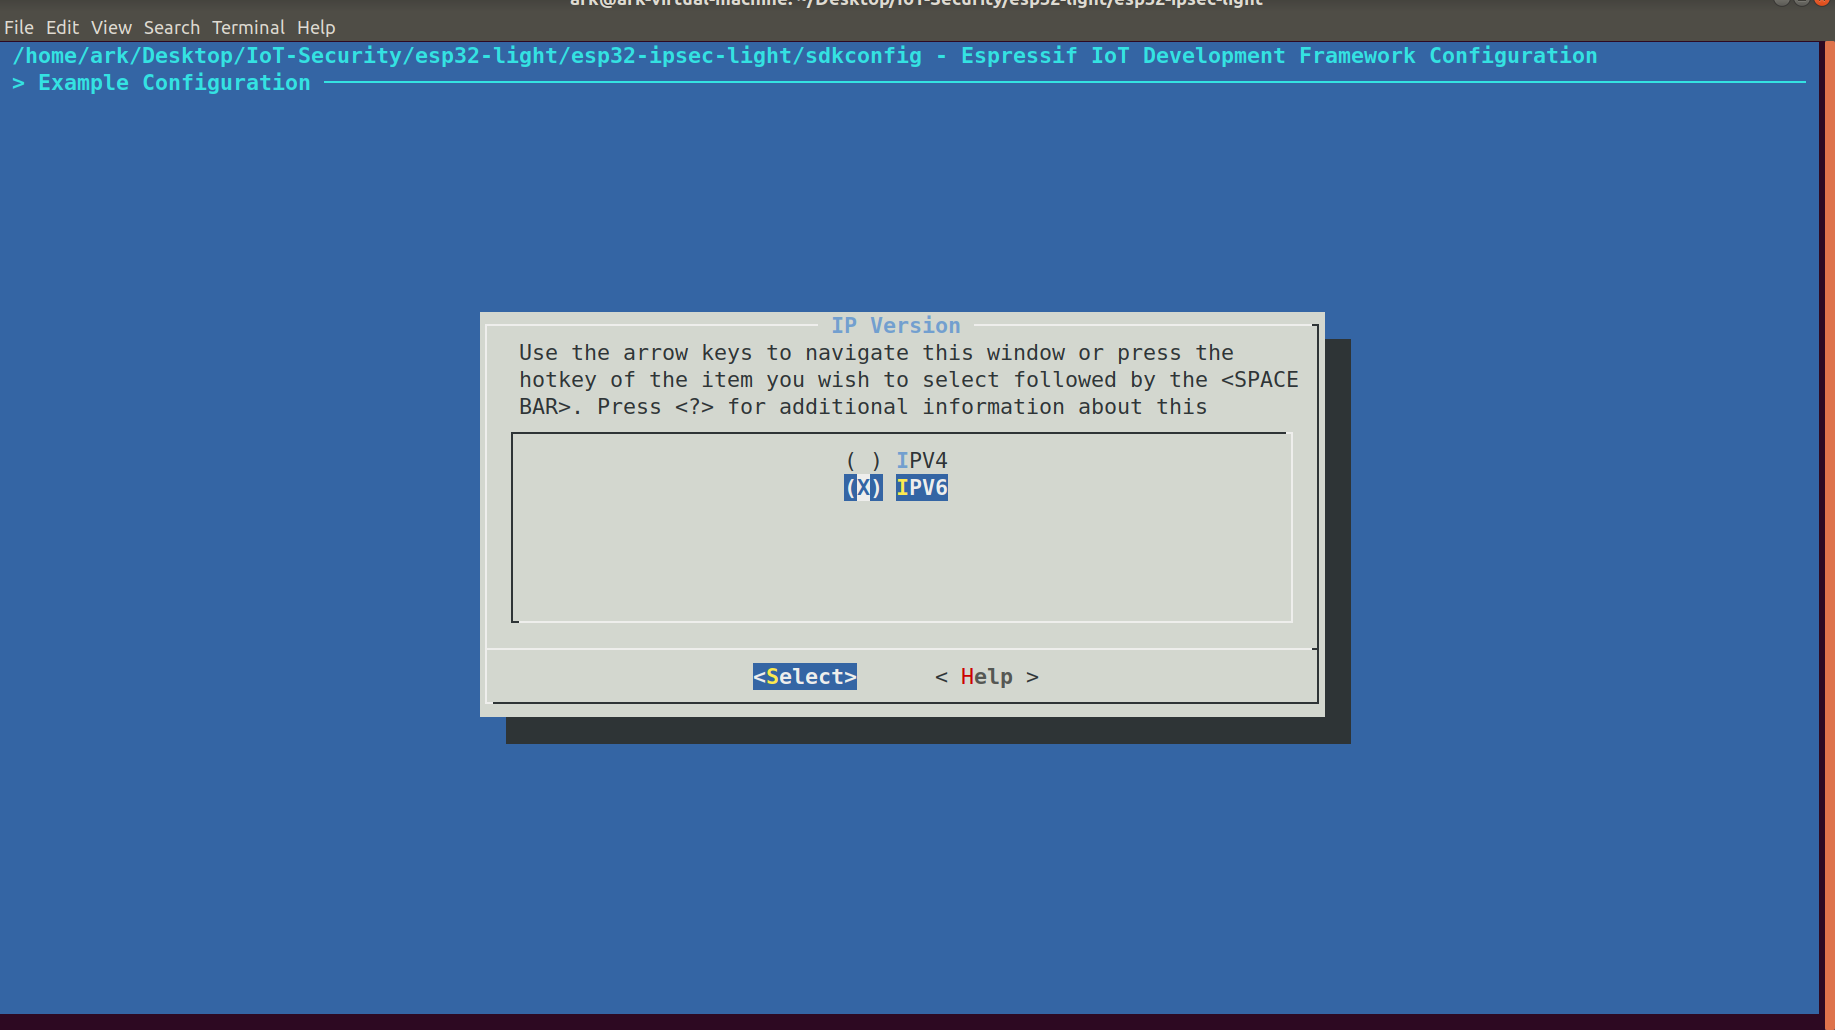 ark@ark-virtual-machine: ~/Desktop/IoT-Security/esp32-light/esp32-ipsec-light
File Edit View Search Terminal Help
/home/ark/Desktop/IoT-Security/esp32-light/esp32-ipsec-light/sdkconfig - Espressif IoT Development Framework Configuration
> Example Configuration
IP Version
Use the arrow keys to navigate this window or press the
hotkey of the item you wish to select followed by the <SPACE
BAR>. Press <?> for additional information about this
( ) IPV4
(X) IPV6
<Select> < Help >